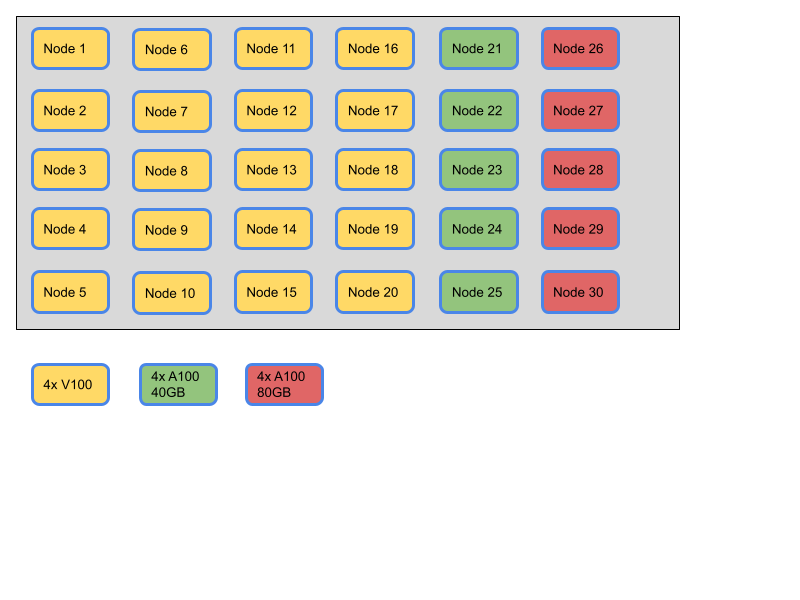 Node 1
Node 6
Node 11
Node 16
Node 21
Node 26
Node 2
Node 7
Node 12
Node 17
Node 22
Node 27
Node 3
Node 8
Node 13
Node 18
Node 23
Node 28
Node 4
Node 9
Node 14
Node 19
Node 24
Node 29
Node 5
Node 10
Node 15
Node 20
Node 25
Node 30
4x V100
4x A100
40GB
4x A100
80GB